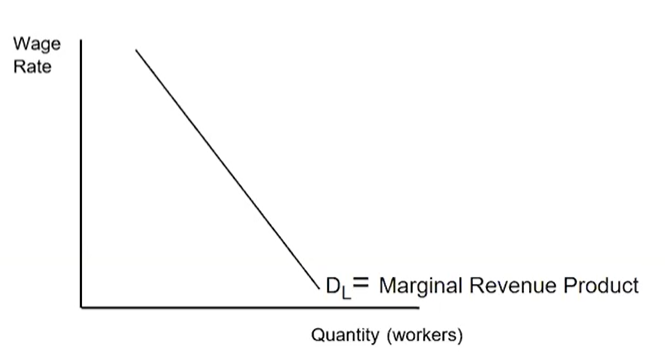 Wage
Rate
DL= Marginal Revenue Product
Quantity (workers)